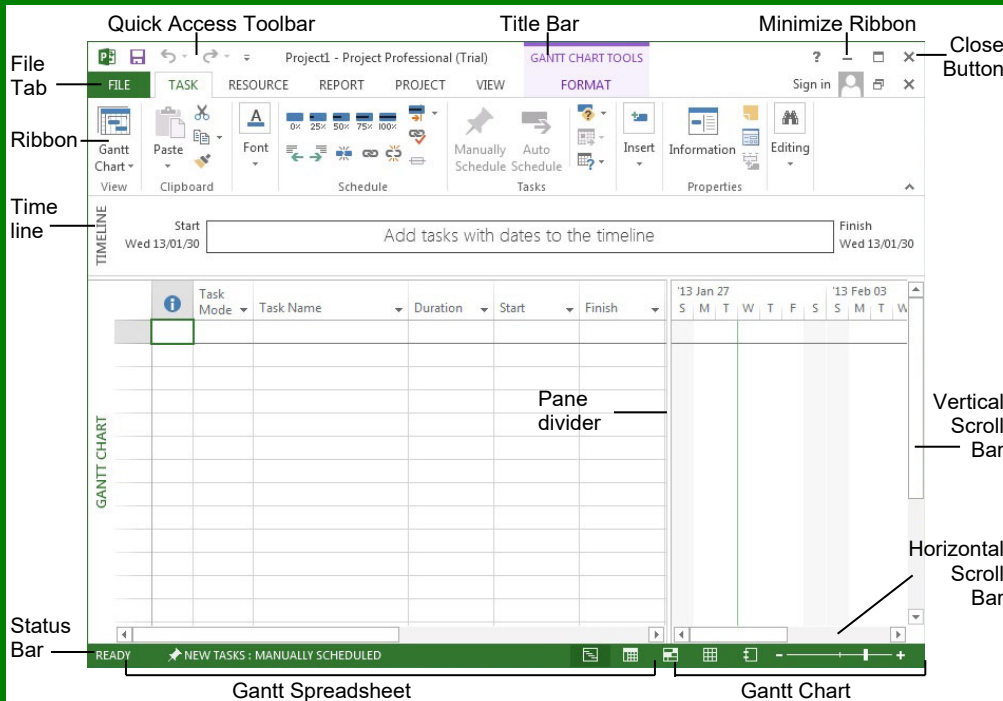 Quick Access Toolbar Title Bar Minimize Ribbon
Close Button
File Tab
Project1 - Project Professional (Trial) GANTT CHART TOOLS ?
FILE TASK RESOURCE REPORT PROJECT VIEW FORMAT Sign in
Ribbon
0% 25% 50% 75% 100%
Gantt Chart Paste Font Manually Schedule Auto Schedule Insert Information Editing
View Clipboard Schedule Tasks Properties
Time line
TIMELINE
Start
Wed 13/01/30
Add tasks with dates to the timeline
Finish
Wed 13/01/30
'13 Jan 27 '13 Feb 03
Task Mode Task Name Duration Start Finish S M T W T F S S M T W
GANTT CHART
Pane divider
Vertical Scroll Bar
Horizontal Scroll Bar
Status Bar
READY NEW TASKS : MANUALLY SCHEDULED
Gantt Spreadsheet Gantt Chart